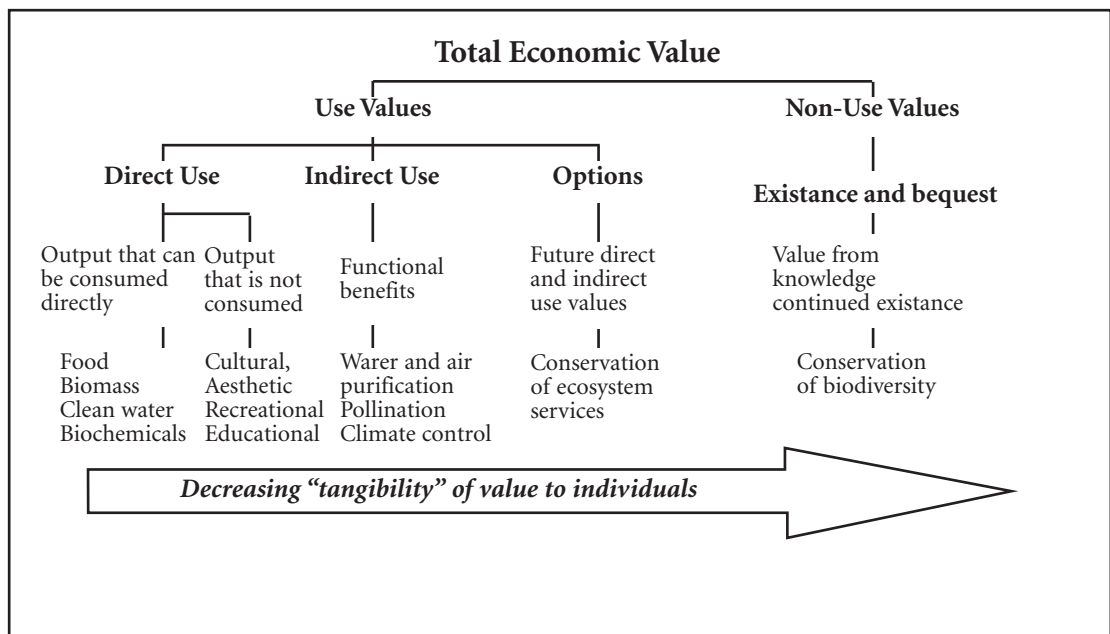 Total Economic Value
Use Values
Non-Use Values
Direct Use
Indirect Use
Options
Existance and bequest
Output that can
be consumed
directly
Output
that is not
consumed
Functional
benefits
Future direct
and indirect
use values
Value from
knowledge
continued existance
Food
Biomass
Clean water
Biochemicals
Cultural,
Aesthetic
Recreational
Educational
Warer and air
purification
Pollination
Climate control
Conservation
of ecosystem
services
Conservation
of biodiversity
Decreasing “tangibility” of value to individuals